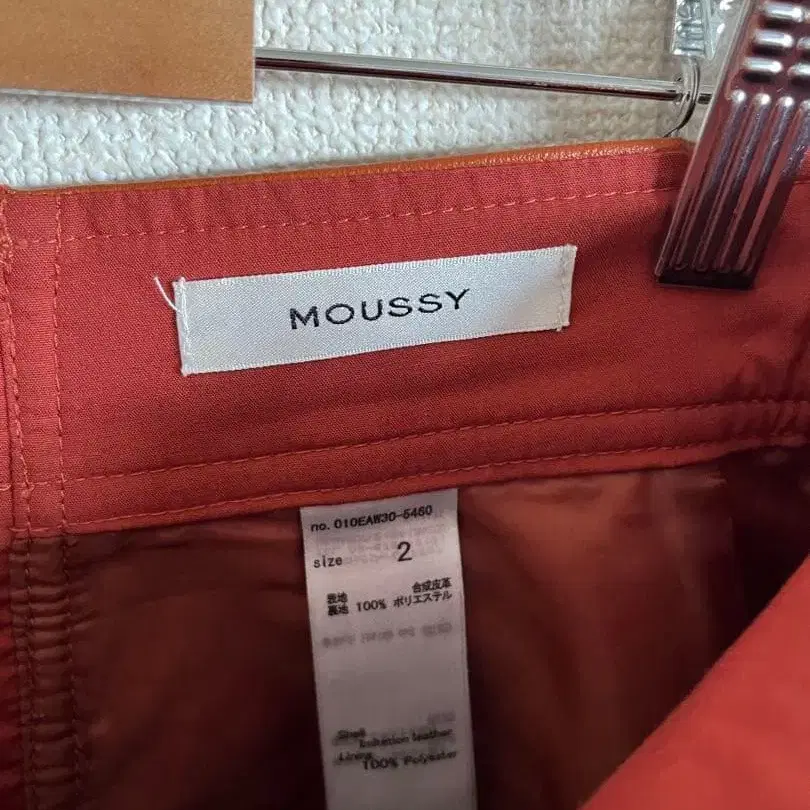 MOUSSY
no. 010EAW30-5460
size 2
表地 合成皮革
裏地 100% ポリエステル
Shell
Imitation leather
Lining
100% Polyester